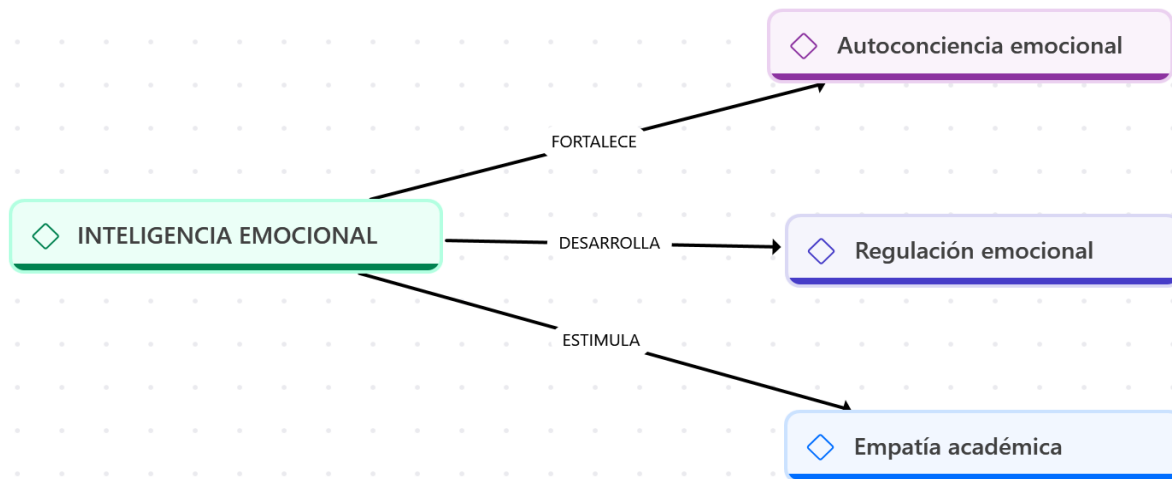 Autoconciencia emocional
FORTALECE
INTELIGENCIA EMOCIONAL
DESARROLLA
Regulación emocional
ESTIMULA
Empatía académica